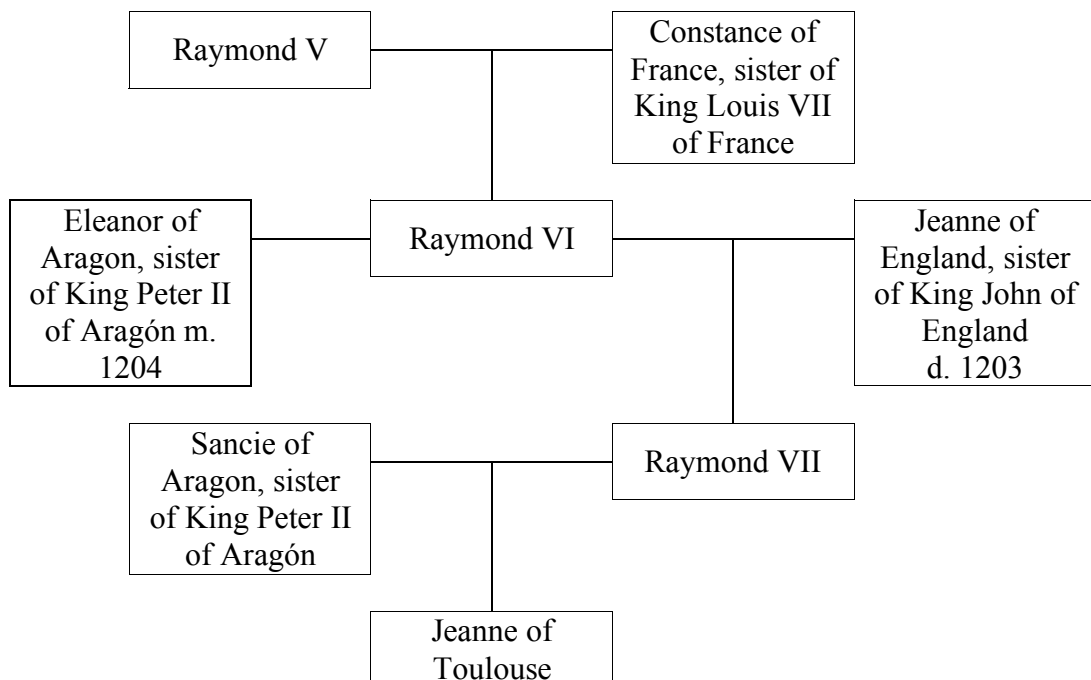 Raymond V
Constance of
France, sister of
King Louis VII
of France
Eleanor of
Aragon, sister
of King Peter II
of Aragón m.
1204
Raymond VI
Jeanne of
England, sister
of King John of
England
d. 1203
Sancie of
Aragon, sister
of King Peter II
of Aragón
Raymond VII
Jeanne of
Toulouse